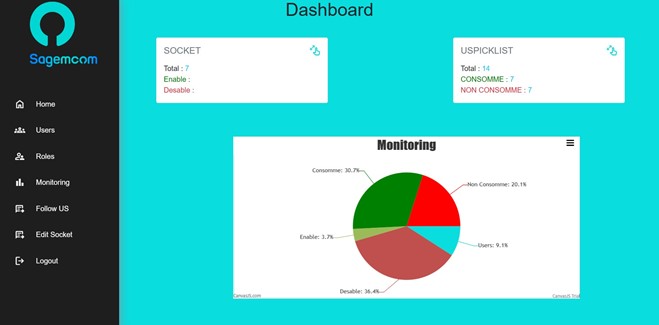 Sagemcom
Home
Users
Roles
Monitoring
Follow US
Edit Socket
Logout
Dashboard
SOCKET
Total : 7
Enable :
Desable :
USPICKLIST
Total : 14
CONSOMME : 7
NON CONSOMME : 7
Monitoring
Consomme: 30.7%
Non Consomme: 20.1%
Enable: 3.7%
Users: 9.1%
Desable: 36.4%
CanvasJS.com
CanvasJS Trial